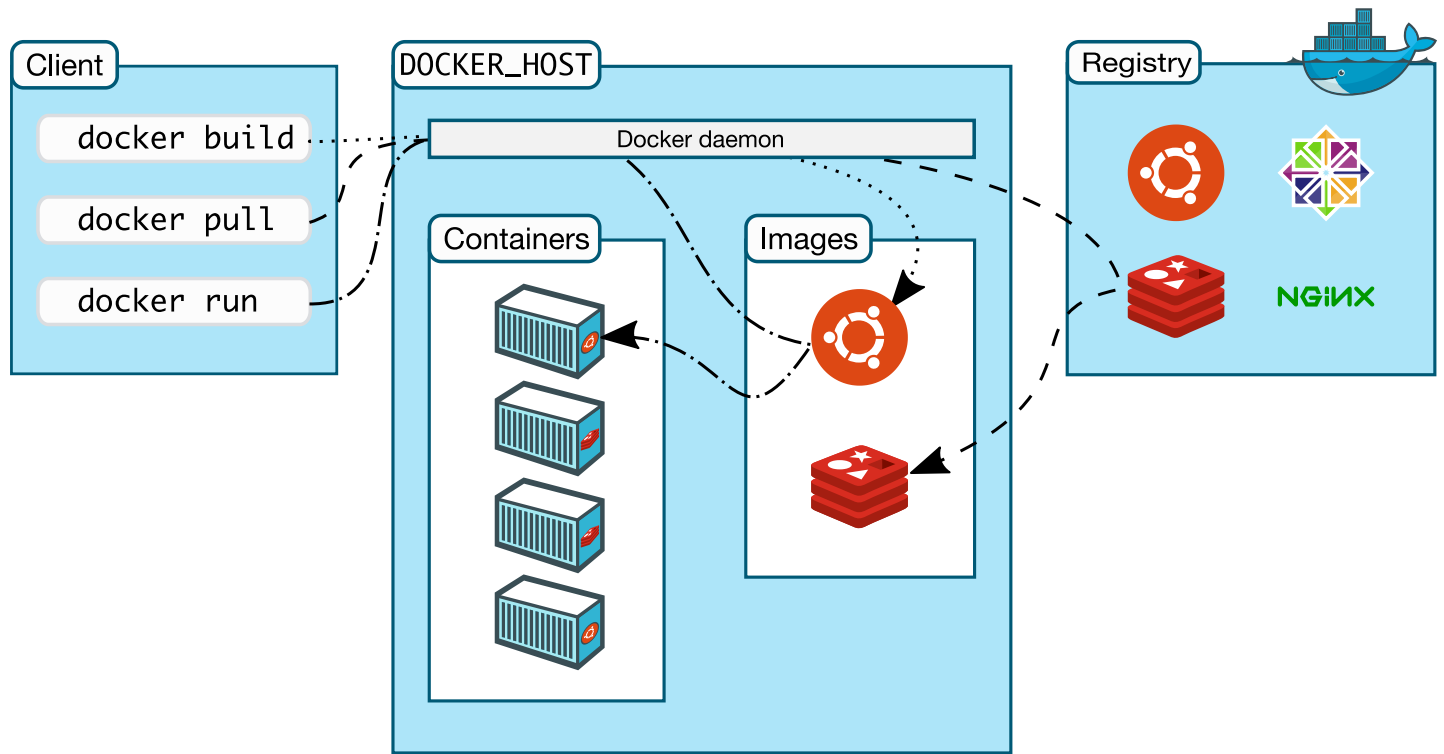 Client
docker build
docker pull
docker run
DOCKER_HOST
Docker daemon
Containers
Images
Registry
NGINX